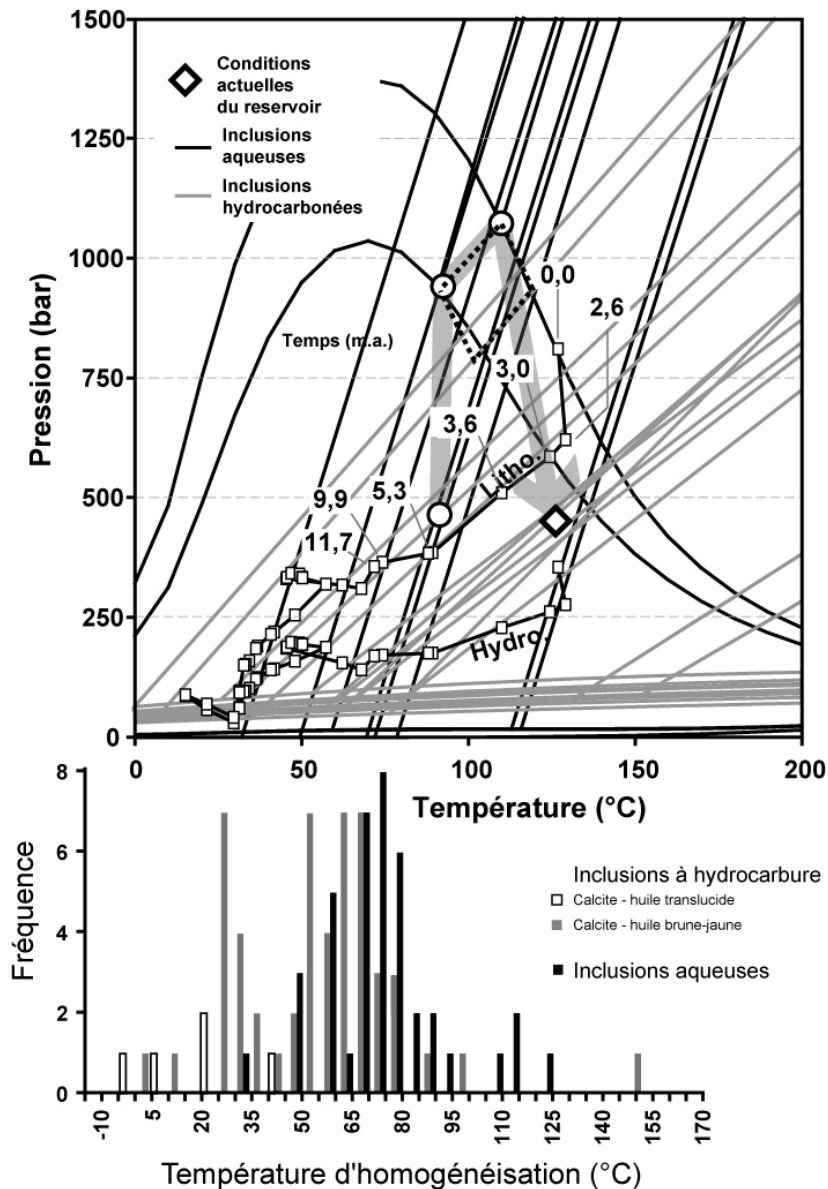 1500
1250
1000
750
500
250
0
Pression (bar)
Conditions
actuelles
du reservoir
Inclusions
aqueuses
Inclusions
hydrocarbonées
Temps (m.a.)
0,0
2,6
3,0
3,6
5,3
9,9
11,7
Litho.
Hydro.
0
50
100
150
200
Température (°C)
8
6
4
2
0
Fréquence
Inclusions à hydrocarbure
Calcite - huile translucide
Calcite - huile brune-jaune
Inclusions aqueuses
-10
5
20
35
50
65
80
95
110
125
140
155
170
Température d'homogénéisation (°C)